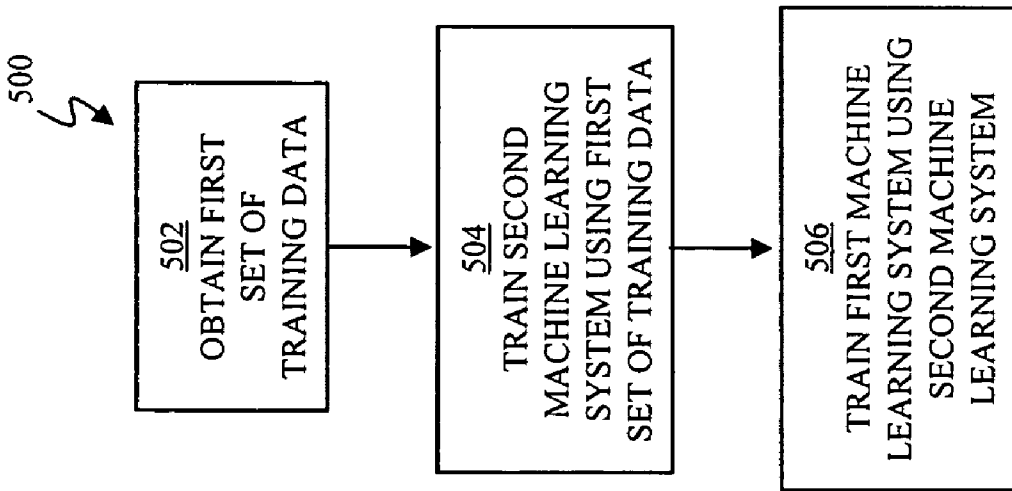 500
502
OBTAIN FIRST
SET OF
TRAINING DATA
504
TRAIN SECOND
MACHINE LEARNING
SYSTEM USING FIRST
SET OF TRAINING DATA
506
TRAIN FIRST MACHINE
LEARNING SYSTEM USING
SECOND MACHINE
LEARNING SYSTEM